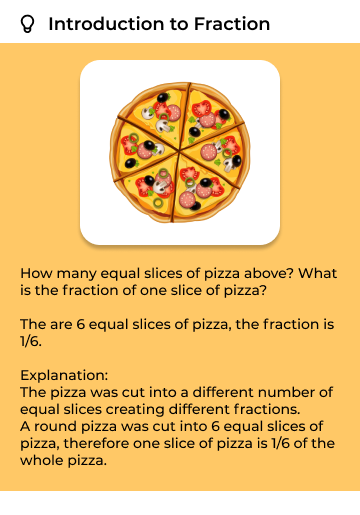 Introduction to Fraction
How many equal slices of pizza above? What
is the fraction of one slice of pizza?
The are 6 equal slices of pizza, the fraction is
1/6.
Explanation:
The pizza was cut into a different number of
equal slices creating different fractions.
A round pizza was cut into 6 equal slices of
pizza, therefore one slice of pizza is 1/6 of the
whole pizza.